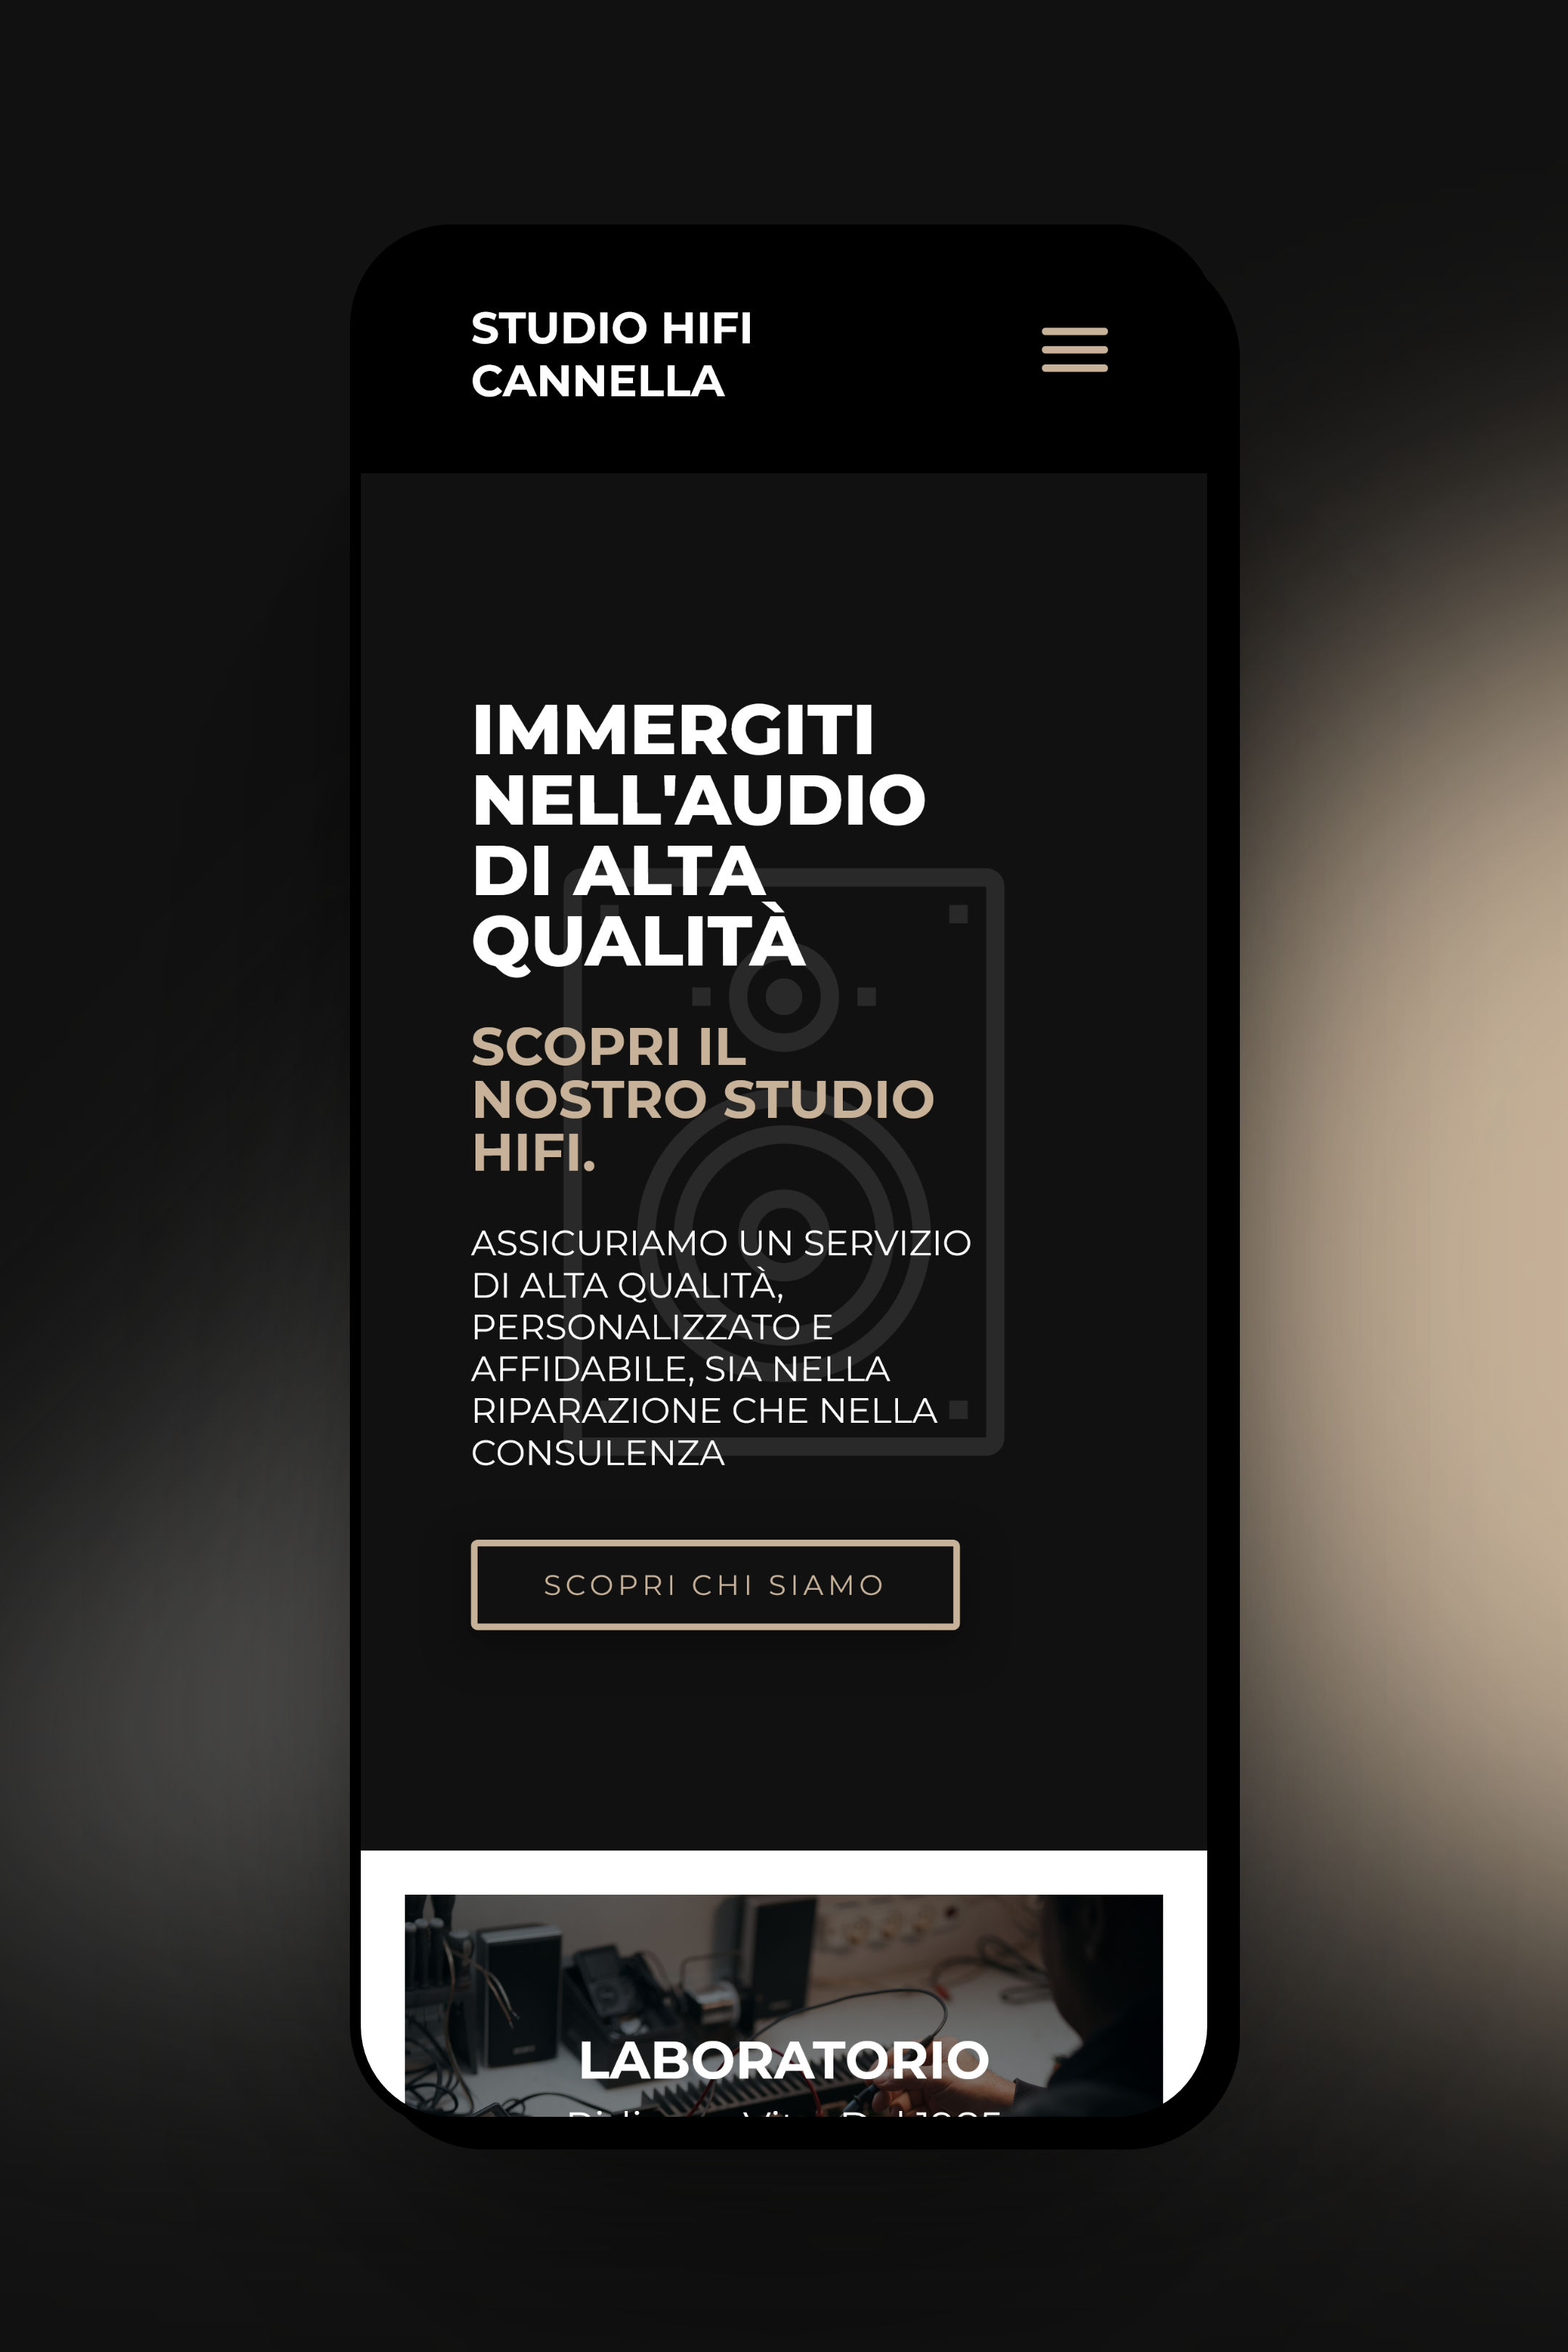 STUDIO HIFI
CANNELLA
IMMERGITI
NELL'AUDIO
DI ALTA
QUALITÀ
SCOPRI IL
NOSTRO STUDIO
HIFI.
ASSICURIAMO UN SERVIZIO
DI ALTA QUALITÀ,
PERSONALIZZATO E
AFFIDABILE, SIA NELLA
RIPARAZIONE CHE NELLA
CONSULENZA
SCOPRI CHI SIAMO
LABORATORIO